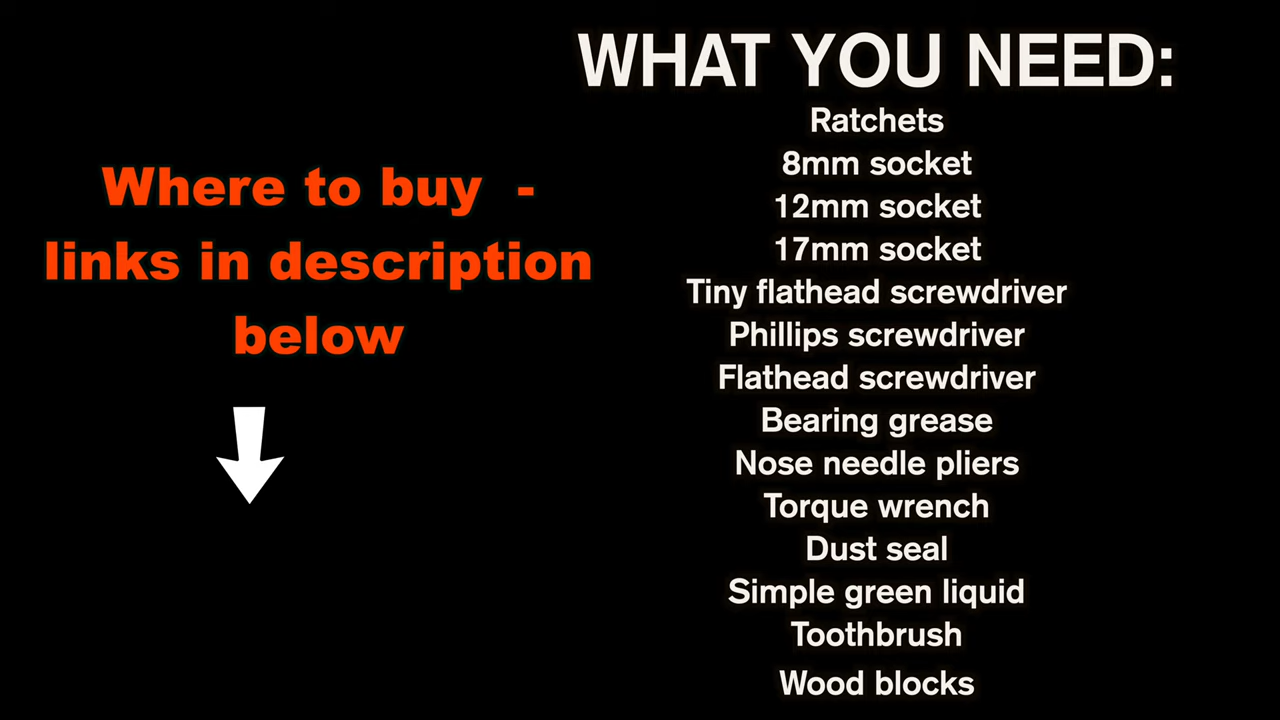 WHAT YOU NEED:
Ratchets
8mm socket
12mm socket
17mm socket
Tiny flathead screwdriver
Phillips screwdriver
Flathead screwdriver
Bearing grease
Nose needle pliers
Torque wrench
Dust seal
Simple green liquid
Toothbrush
Wood blocks
Where to buy  -
links in description
below